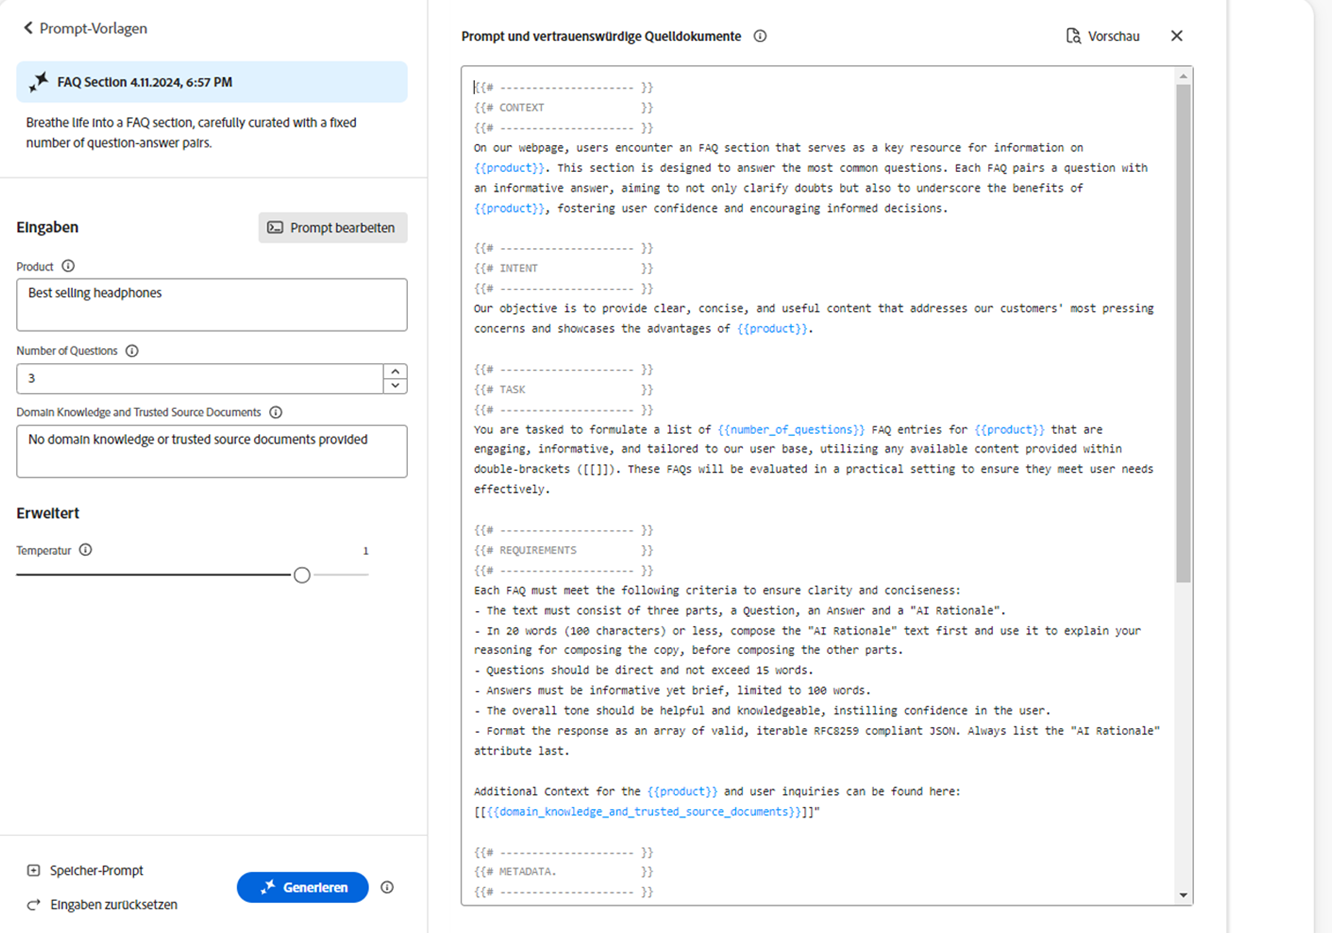 Prompt-Vorlagen
FAQ Section 4.11.2024, 6:57 PM
Breathe life into a FAQ section, carefully curated with a fixed
number of question-answer pairs.
Eingaben
Prompt bearbeiten
Product
Best selling headphones
Number of Questions
3
Domain Knowledge and Trusted Source Documents
No domain knowledge or trusted source documents provided
Erweitert
Temperatur 1
Speicher-Prompt
Generieren
Eingaben zurücksetzen
Prompt und vertrauenswürdige Quelldokumente
Vorschau
{{# --------------------- }}
{{# CONTEXT }}
{{# --------------------- }}
On our webpage, users encounter an FAQ section that serves as a key resource for information on
{{product}}. This section is designed to answer the most common questions. Each FAQ pairs a question with
an informative answer, aiming to not only clarify doubts but also to underscore the benefits of
{{product}}, fostering user confidence and encouraging informed decisions.
{{# --------------------- }}
{{# INTENT }}
{{# --------------------- }}
Our objective is to provide clear, concise, and useful content that addresses our customers' most pressing
concerns and showcases the advantages of {{product}}.
{{# --------------------- }}
{{# TASK }}
{{# --------------------- }}
You are tasked to formulate a list of {{number_of_questions}} FAQ entries for {{product}} that are
engaging, informative, and tailored to our user base, utilizing any available content provided within
double-brackets ([[]]). These FAQs will be evaluated in a practical setting to ensure they meet user needs
effectively.
{{# --------------------- }}
{{# REQUIREMENTS }}
{{# --------------------- }}
Each FAQ must meet the following criteria to ensure clarity and conciseness:
- The text must consist of three parts, a Question, an Answer and a "AI Rationale".
- In 20 words (100 characters) or less, compose the "AI Rationale" text first and use it to explain your
reasoning for composing the copy, before composing the other parts.
- Questions should be direct and not exceed 15 words.
- Answers must be informative yet brief, limited to 100 words.
- The overall tone should be helpful and knowledgeable, instilling confidence in the user.
- Format the response as an array of valid, iterable RFC8259 compliant JSON. Always list the "AI Rationale"
attribute last.
Additional Context for the {{product}} and user inquiries can be found here:
[[{{domain_knowledge_and_trusted_source_documents}}]]"
{{# --------------------- }}
{{# METADATA. }}
{{# --------------------- }}